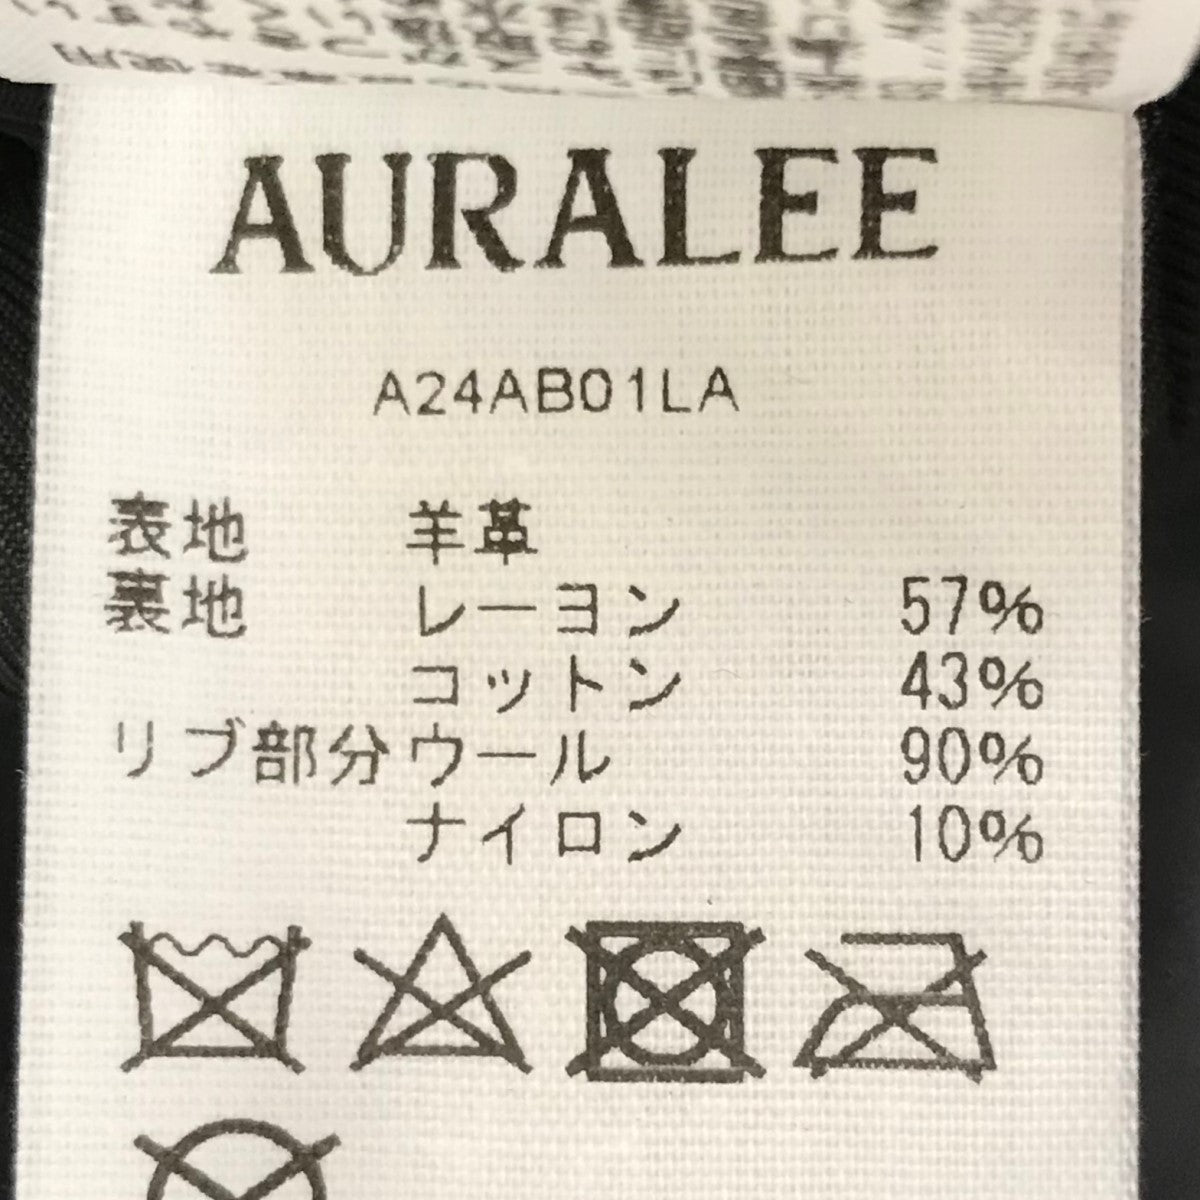 AURALEE
A24AB01LA
表地 羊革
裏地 レーヨン 57%
コットン 43%
リブ部分 ウール 90%
ナイロン 10%